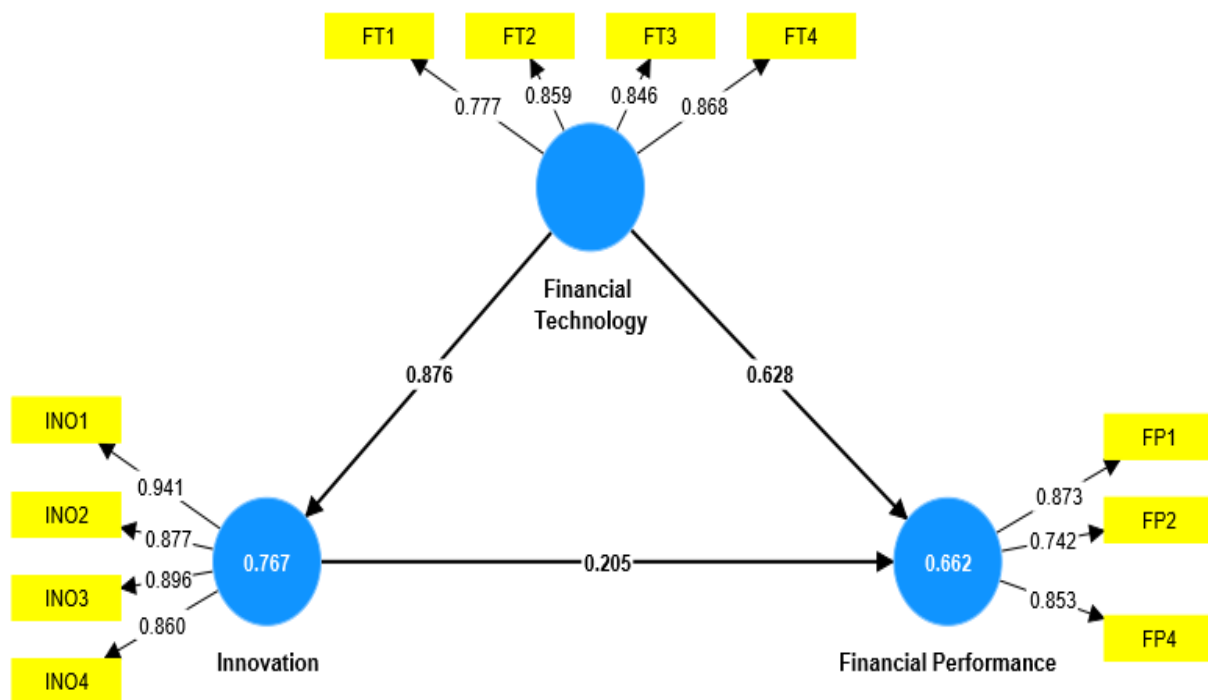 FT1
FT2
FT3
FT4
0.777
0.859
0.846
0.868
Financial
Technology
0.876
0.628
INO1
INO2
INO3
INO4
0.941
0.877
0.896
0.860
0.767
Innovation
0.205
0.662
Financial Performance
0.873
0.742
0.853
FP1
FP2
FP4